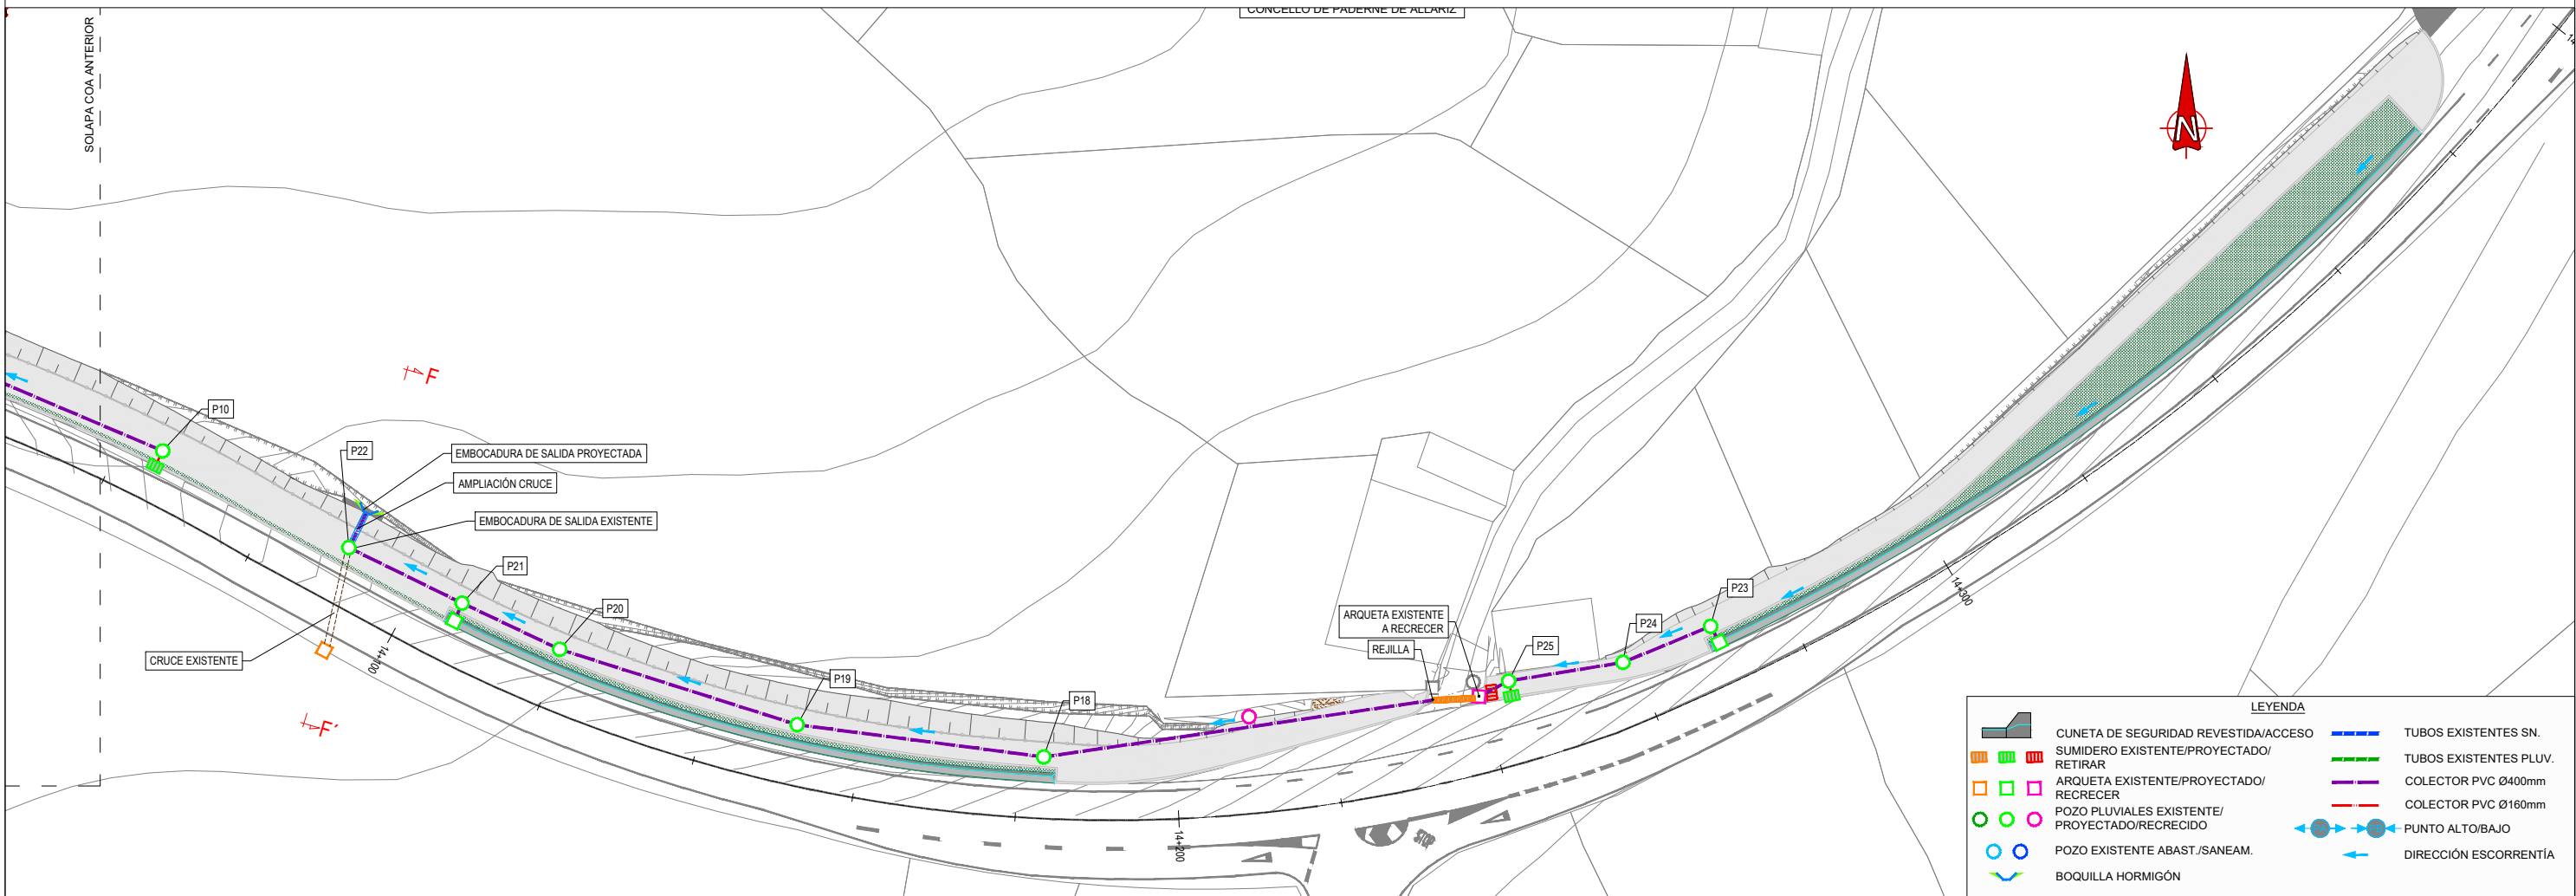 CONCELLO DE PADERNE DE ALLARIZ
SOLAPA COA ANTERIOR
N
F
P10
P22
EMBOCADURA DE SALIDA PROYECTADA
AMPLIACIÓN CRUCE
EMBOCADURA DE SALIDA EXISTENTE
P21
P20
CRUCE EXISTENTE
14+100
F'
P19
P18
ARQUETA EXISTENTE
A RECRECER
REJILLA
P25
P24
P23
14+300
14+200
STOP
LEYENDA
CUNETA DE SEGURIDAD REVESTIDA/ACCESO
SUMIDERO EXISTENTE/PROYECTADO/
RETIRAR
ARQUETA EXISTENTE/PROYECTADO/
RECRECER
POZO PLUVIALES EXISTENTE/
PROYECTADO/RECRECIDO
POZO EXISTENTE ABAST./SANEAM.
BOQUILLA HORMIGÓN
TUBOS EXISTENTES SN.
TUBOS EXISTENTES PLUV.
COLECTOR PVC Ø400mm
COLECTOR PVC Ø160mm
PUNTO ALTO/BAJO
DIRECCIÓN ESCORRENTÍA